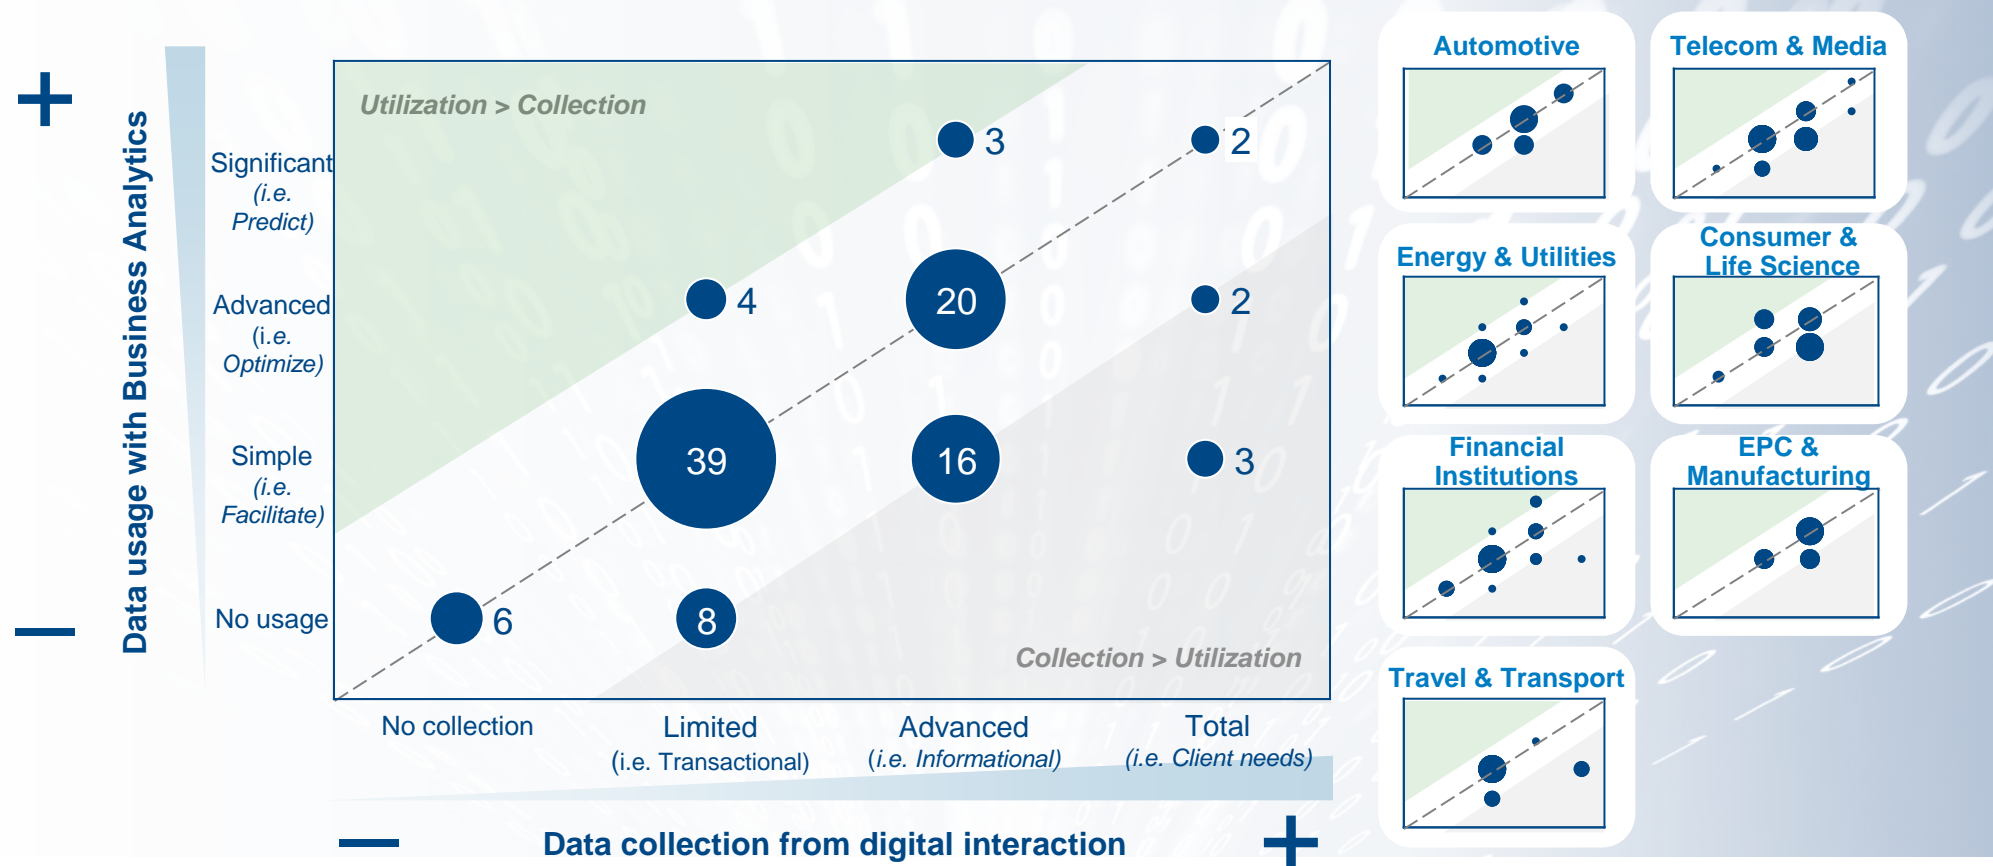 Data usage with Business Analytics
Utilization > Collection
Significant
(i.e.
Predict)
Advanced
(i.e.
Optimize)
Simple
(i.e.
Facilitate)
No usage
3
2
4
20
2
39
16
3
6
8
Collection > Utilization
No collection
Limited
(i.e. Transactional)
Advanced
(i.e. Informational)
Total
(i.e. Client needs)
Data collection from digital interaction
Automotive
Telecom & Media
Energy & Utilities
Consumer &
Life Science
Financial
Institutions
EPC &
Manufacturing
Travel & Transport